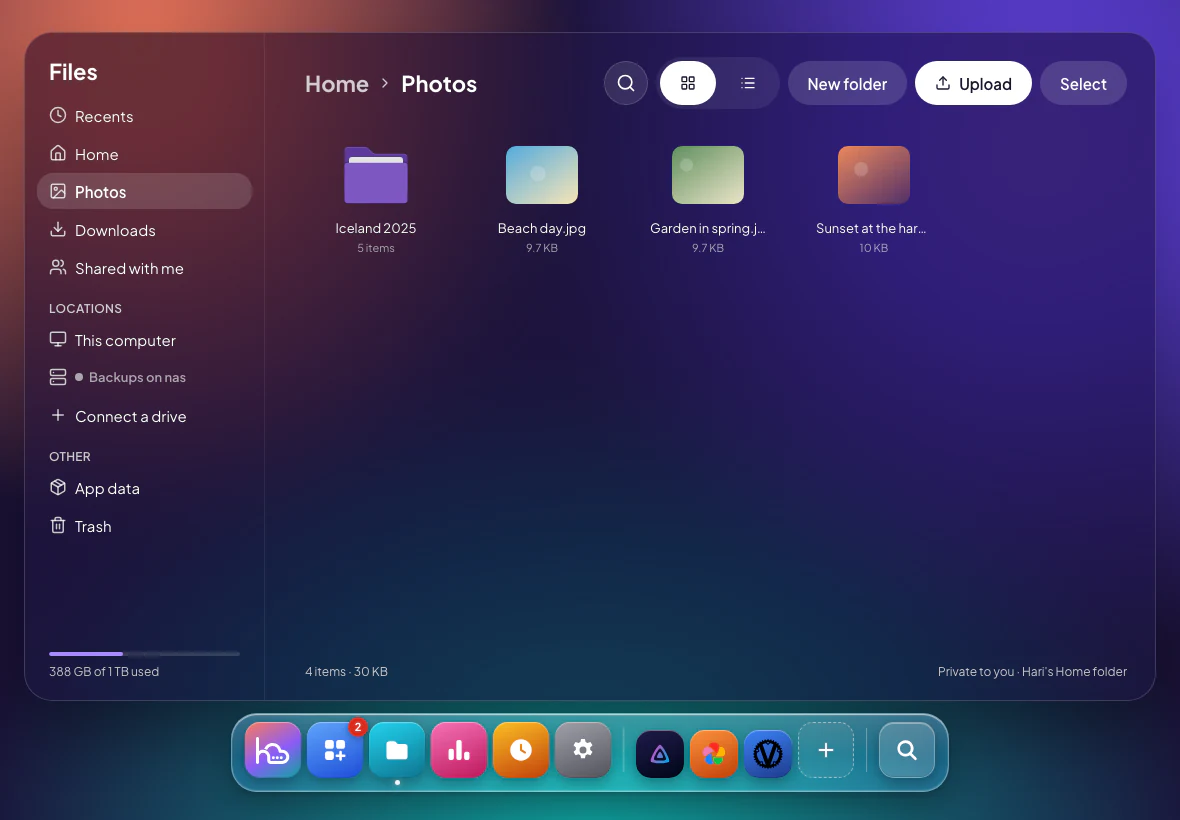 Files
Recents
Home
Photos
Downloads
Shared with me
LOCATIONS
This computer
Backups on nas
Connect a drive
OTHER
App data
Trash
388 GB of 1 TB used
Home > Photos
New folder
Upload
Select
Iceland 2025
5 items
Beach day.jpg
9.7 KB
Garden in spring.j...
9.7 KB
Sunset at the har...
10 KB
4 items · 30 KB
Private to you · Hari's Home folder
2